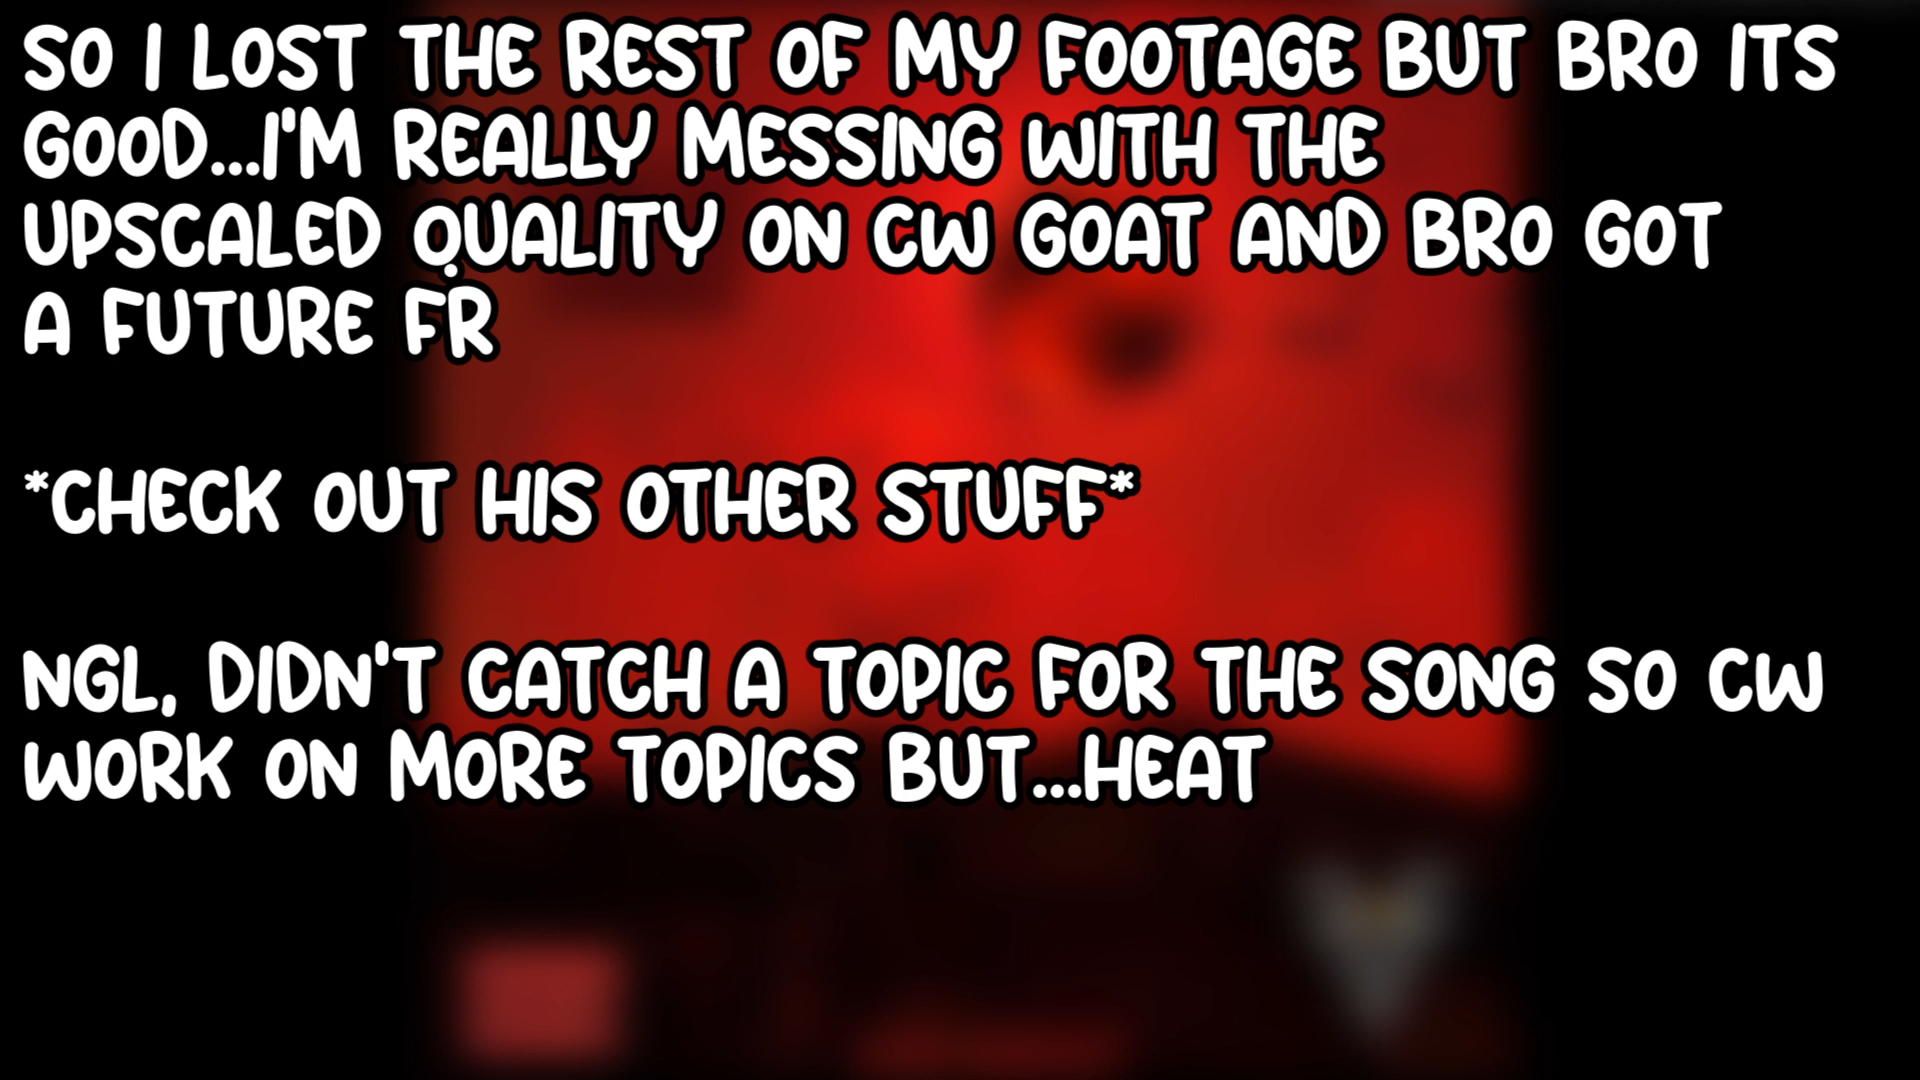 SO I LOST THE REST OF MY FOOTAGE BUT BRO ITS
GOOD...I'M REALLY MESSING WITH THE
UPSCALED QUALITY ON CW GOAT AND BRO GOT
A FUTURE FR
*CHECK OUT HIS OTHER STUFF*
NGL, DIDN'T CATCH A TOPIC FOR THE SONG SO CW
WORK ON MORE TOPICS BUT...HEAT